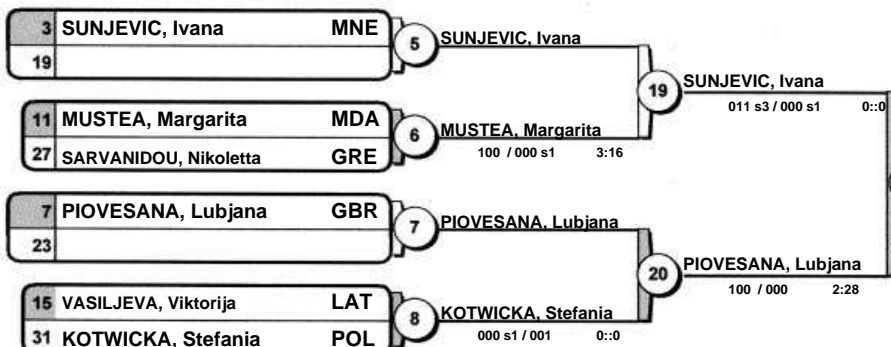 3 SUNJEVIC, Ivana MNE
19
5
SUNJEVIC, Ivana
11 MUSTEA, Margarita MDA
27 SARVANIDOU, Nikoletta GRE
6
MUSTEA, Margarita
100 / 000 s1 3:16
19
SUNJEVIC, Ivana
011 s3 / 000 s1 0::0
7 PIOVESANA, Lubjana GBR
23
7
PIOVESANA, Lubjana
15 VASILJEVA, Viktorija LAT
31 KOTWICKA, Stefania POL
8
KOTWICKA, Stefania
000 s1 / 001 0::0
20
PIOVESANA, Lubjana
100 / 000 2:28